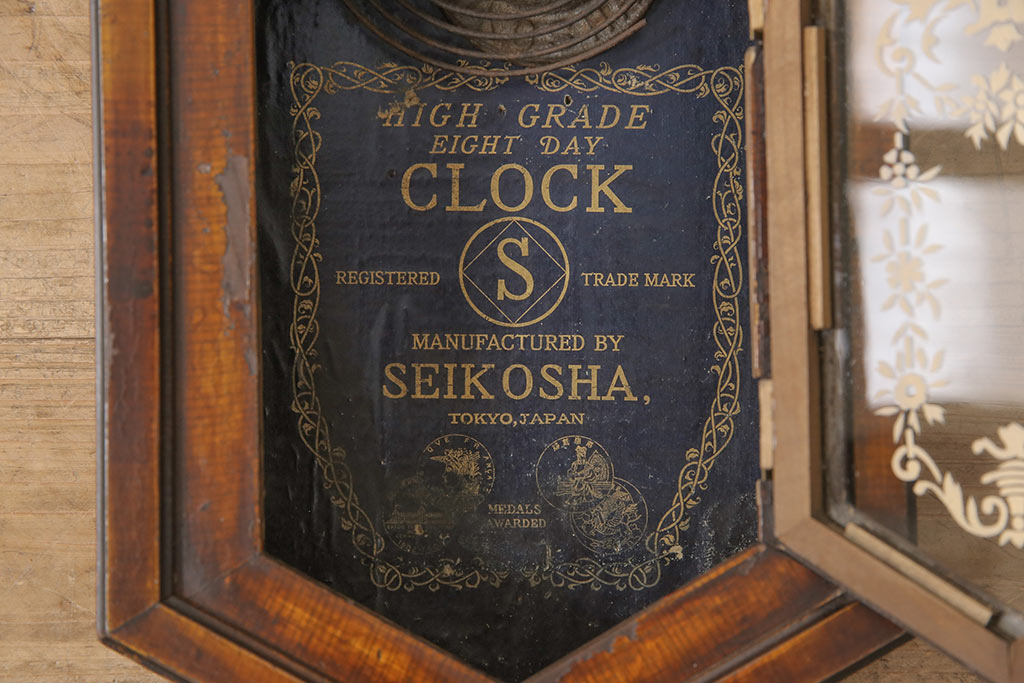 HIGH GRADE
EIGHT DAY
CLOCK
S
REGISTERED TRADE MARK
MANUFACTURED BY
SEIKOSHA,
TOKYO, JAPAN
MEDALS
AWARDED